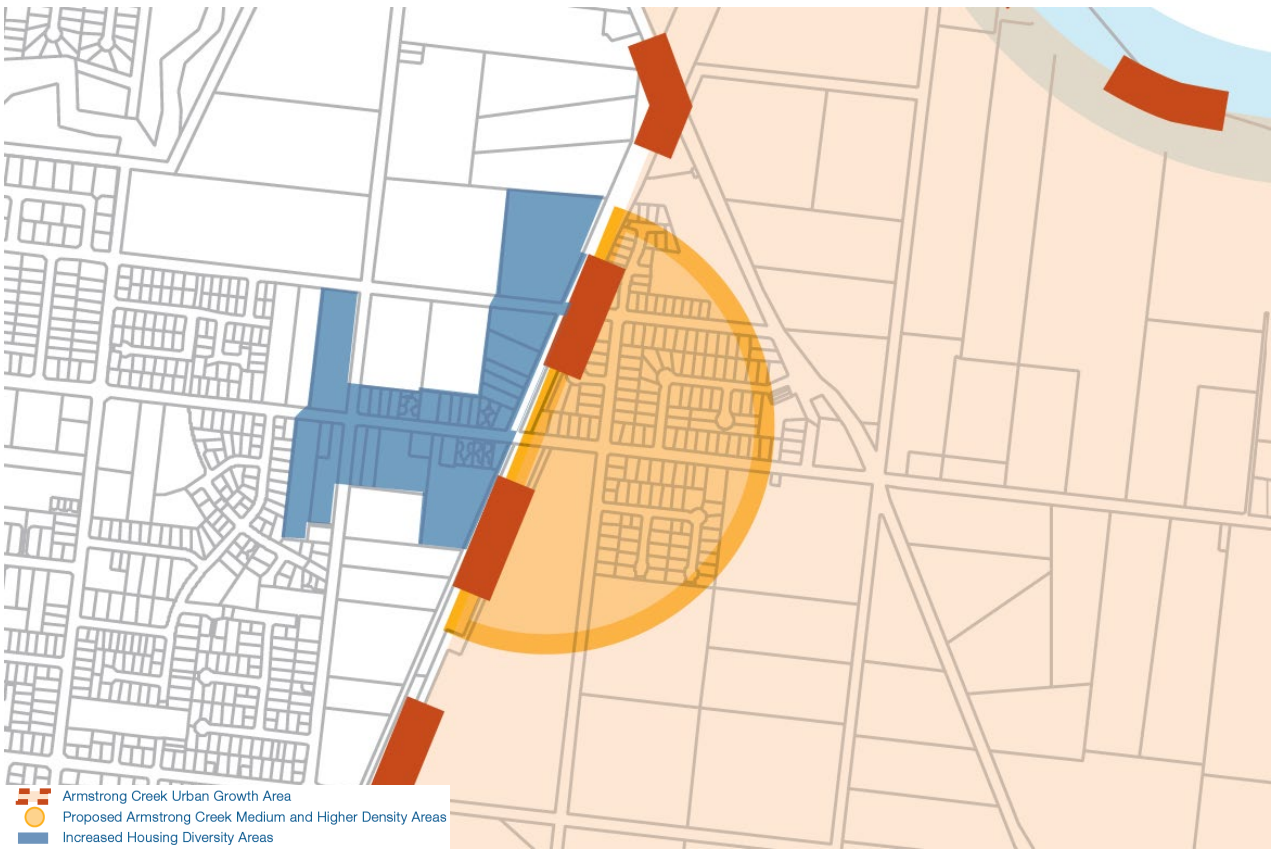 Armstrong Creek Urban Growth Area
Proposed Armstrong Creek Medium and Higher Density Areas
Increased Housing Diversity Areas